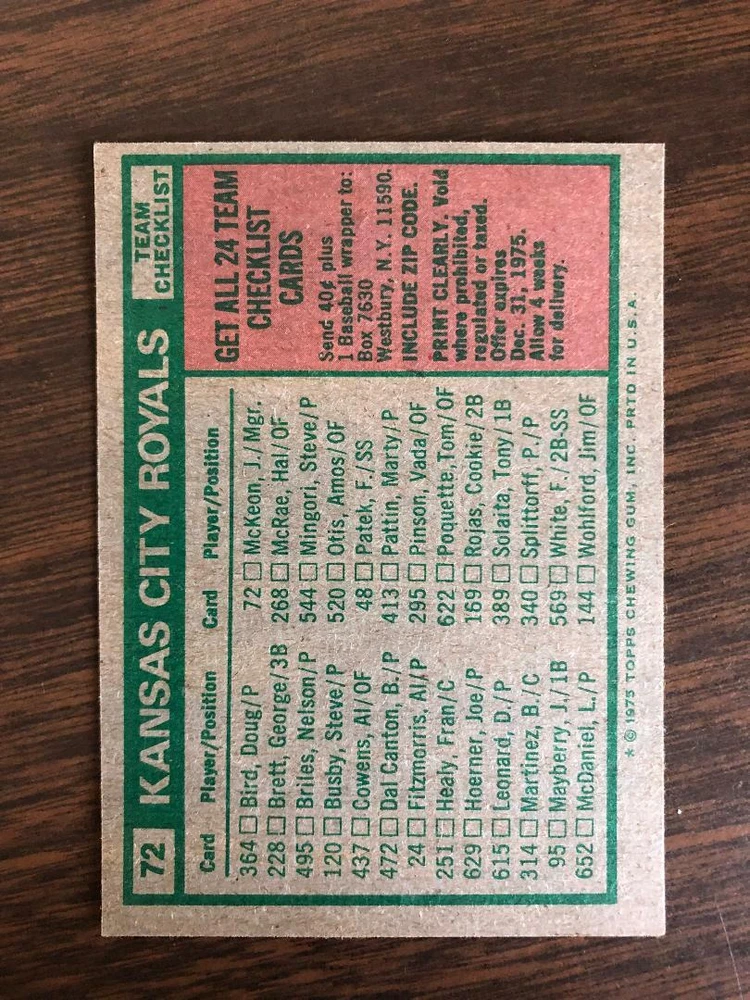 72 KANSAS CITY ROYALS TEAM CHECKLIST
Card Player/Position
364 Bird, Doug/P
228 Brett, George/3B
495 Briles, Nelson/P
120 Busby, Steve/P
437 Cowens, Al/OF
472 Dal Canton, B./P
24 Fitzmorris, Al/P
251 Healy, Fran/C
629 Hoerner, Joe/P
615 Leonard, D./P
314 Martinez, B./C
95 Mayberry, J./1B
652 McDaniel, L./P
Card Player/Position
72 McKeon, J./Mgr.
268 McRae, Hal/OF
544 Mingori, Steve/P
520 Otis, Amos/OF
48 Patek, F./SS
413 Pattin, Marty/P
295 Pinson, Vada/OF
622 Poquette, Tom/OF
169 Rojas, Cookie/2B
389 Solaita, Tony/1B
340 Splittorff, P./P
569 White, F./2B-SS
144 Wohlford, Jim/OF
GET ALL 24 TEAM
CHECKLIST
CARDS
Send 40¢ plus
1 Baseball wrapper to:
Box 7630
Westbury, N.Y. 11590.
INCLUDE ZIP CODE.
PRINT CLEARLY. Void
where prohibited,
regulated or taxed.
Offer expires
Dec. 31, 1975.
Allow 4 weeks
for delivery.
* © 1975 TOPPS CHEWING GUM, INC. PRTD IN U.S.A.